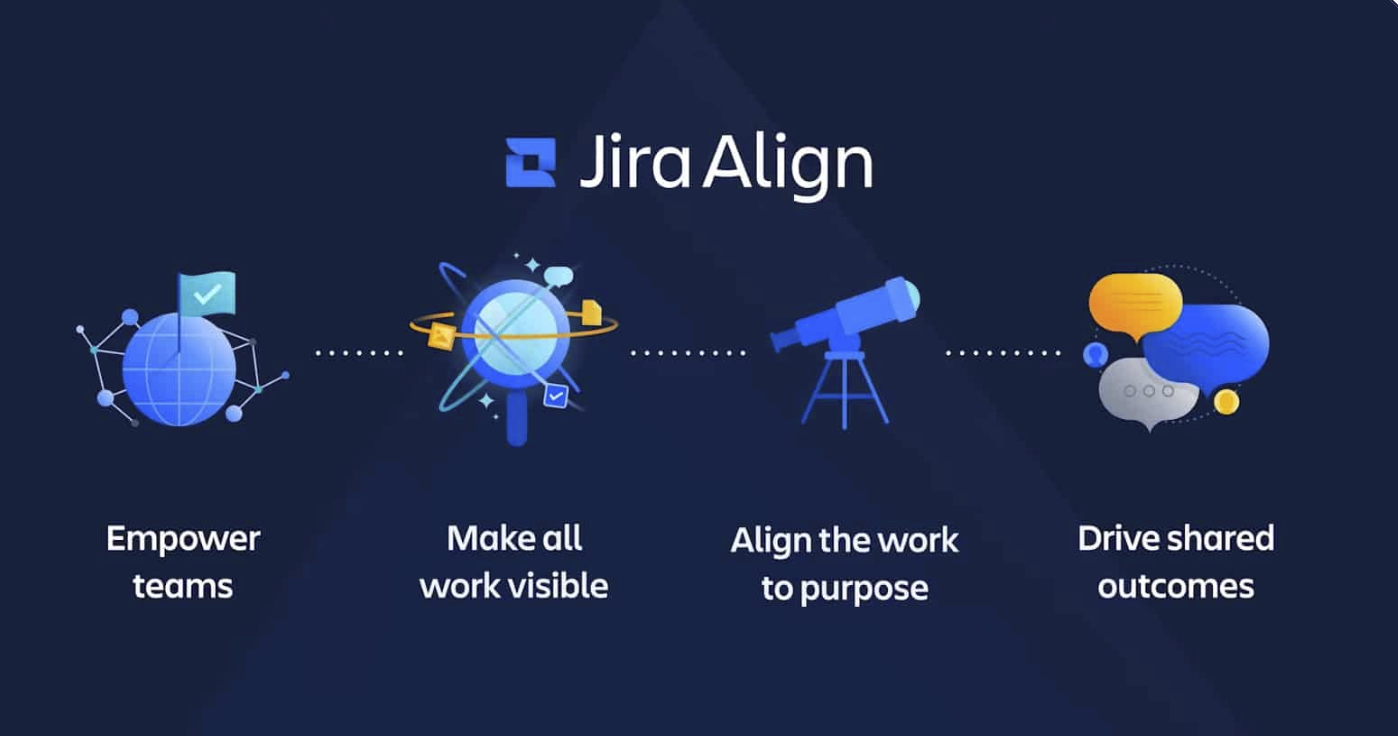 Jira Align
Empower
teams
Make all
work visible
Align the work
to purpose
Drive shared
outcomes